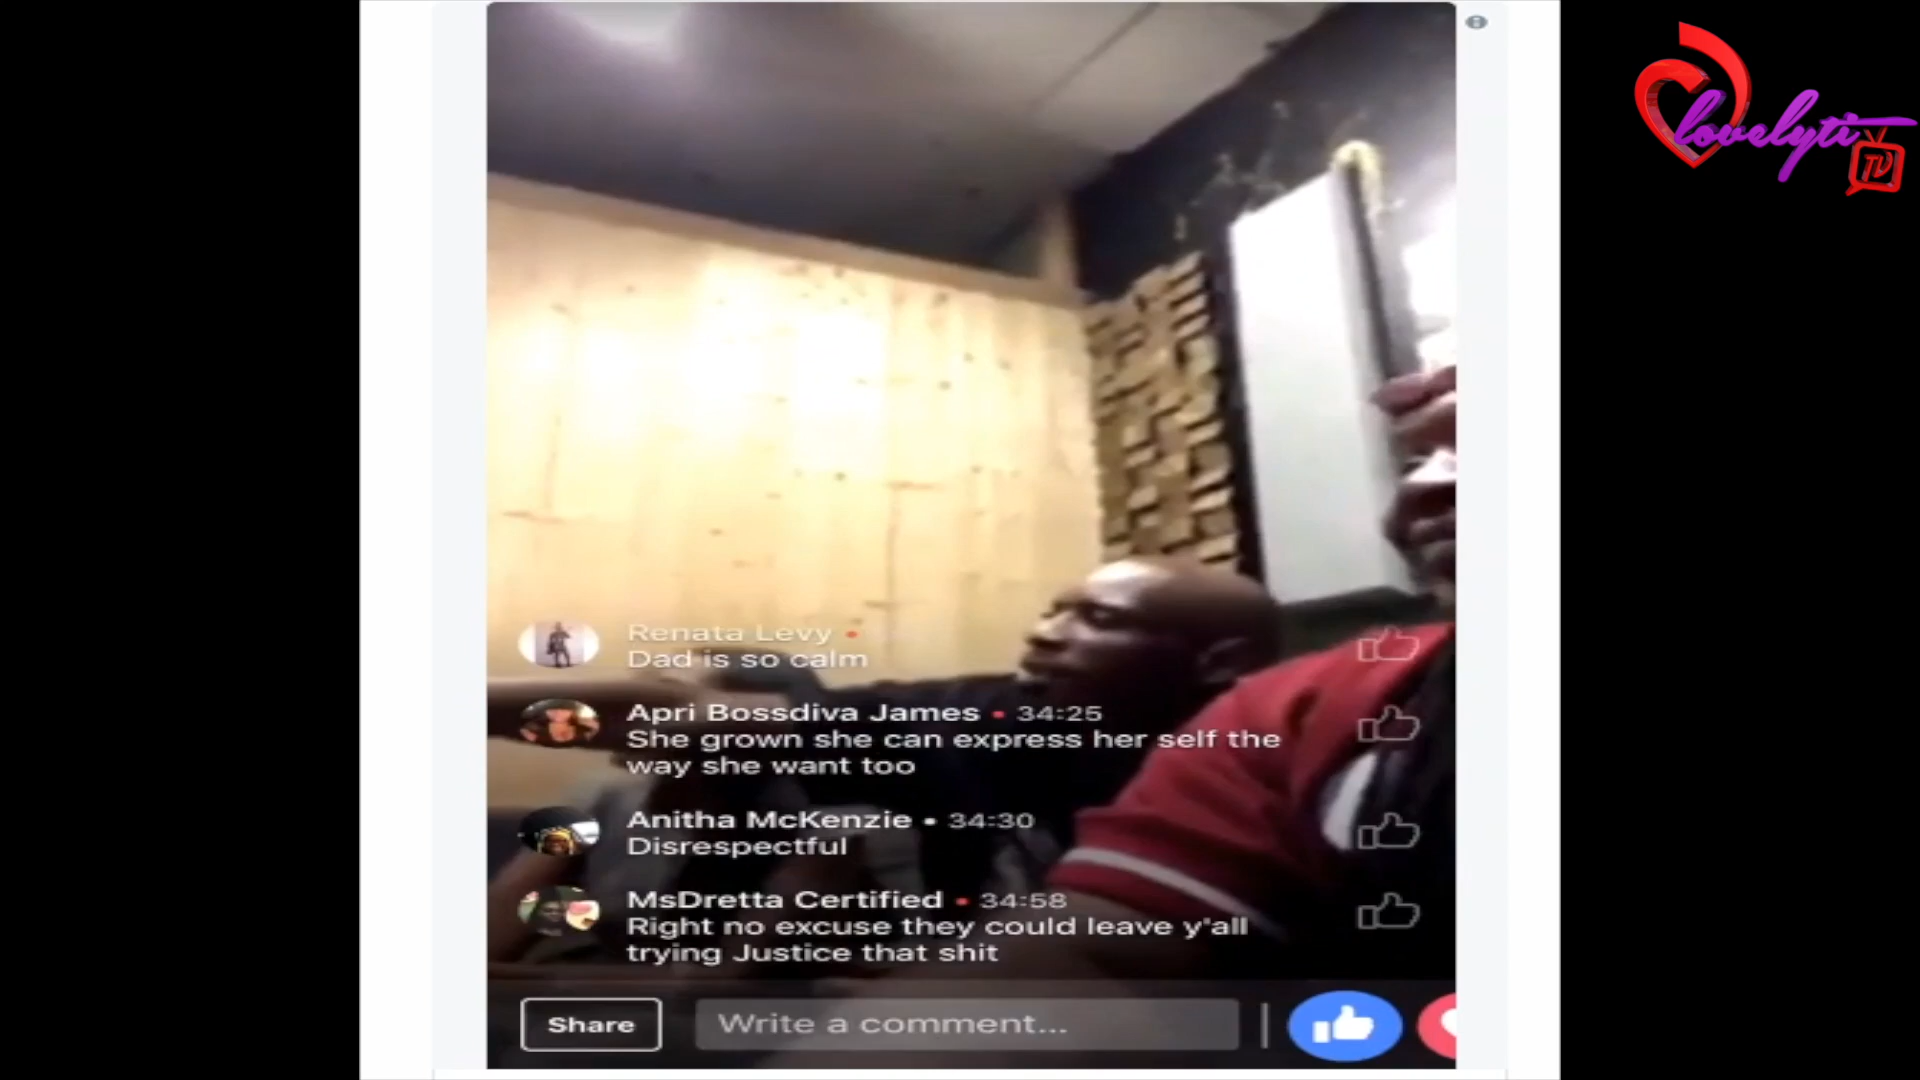 lovelyti
TV
Renata Levy •
Dad is so calm
Apri Bossdiva James • 34:25
She grown she can express her self the
way she want too
Anitha McKenzie • 34:30
Disrespectful
MsDretta Certified • 34:58
Right no excuse they could leave y'all
trying Justice that shit
Share
Write a comment...